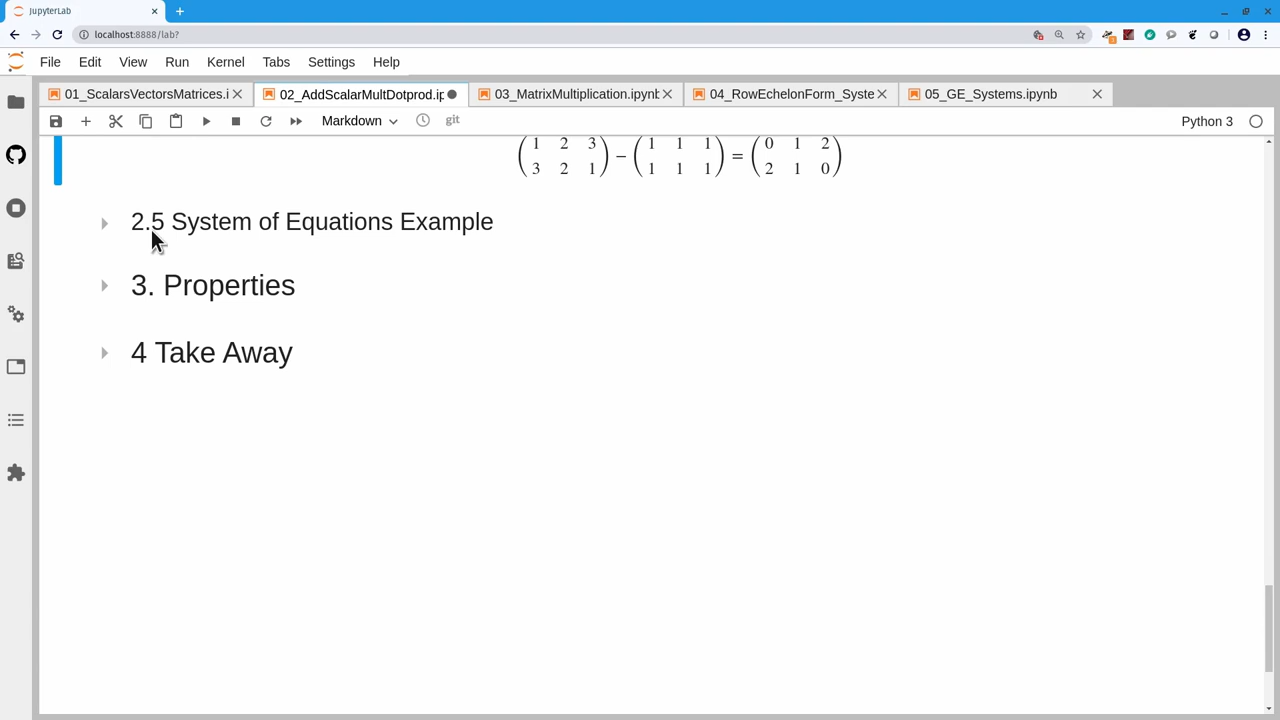 JupyterLab
localhost:8888/lab?
File Edit View Run Kernel Tabs Settings Help
01_ScalarsVectorsMatrices.i 02_AddScalarMultDotprod.ip 03_MatrixMultiplication.ipynb 04_RowEchelonForm_Syste 05_GE_Systems.ipynb
Markdown git Python 3
( 1 2 3 ) − ( 1 1 1 ) = ( 0 1 2 )
( 3 2 1 ) ( 1 1 1 ) ( 2 1 0 )
2.5 System of Equations Example
3. Properties
4 Take Away